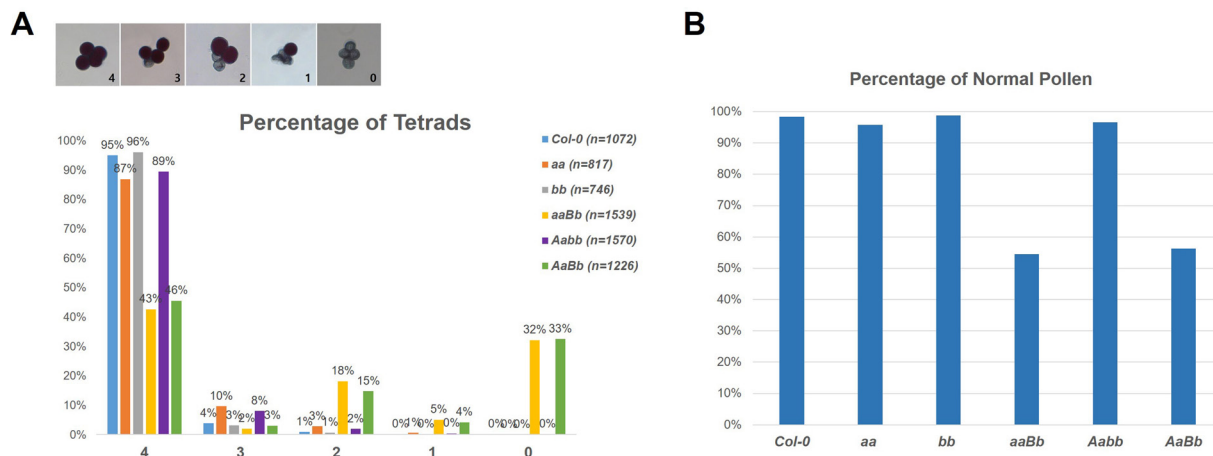 A
4 3 2 1 0
Percentage of Tetrads
100%
90%
80%
70%
60%
50%
40%
30%
20%
10%
0%
95% 87% 96% 43% 89% 46%
4% 10% 3% 2% 8% 3%
1% 3% 1% 18% 2% 15%
0% 1% 0% 5% 0% 4%
0% 0% 0% 32% 0% 33%
4 3 2 1 0
Col-0 (n=1072)
aa (n=817)
bb (n=746)
aaBb (n=1539)
Aabb (n=1570)
AaBb (n=1226)
B
Percentage of Normal Pollen
100%
90%
80%
70%
60%
50%
40%
30%
20%
10%
0%
Col-0 aa bb aaBb Aabb AaBb